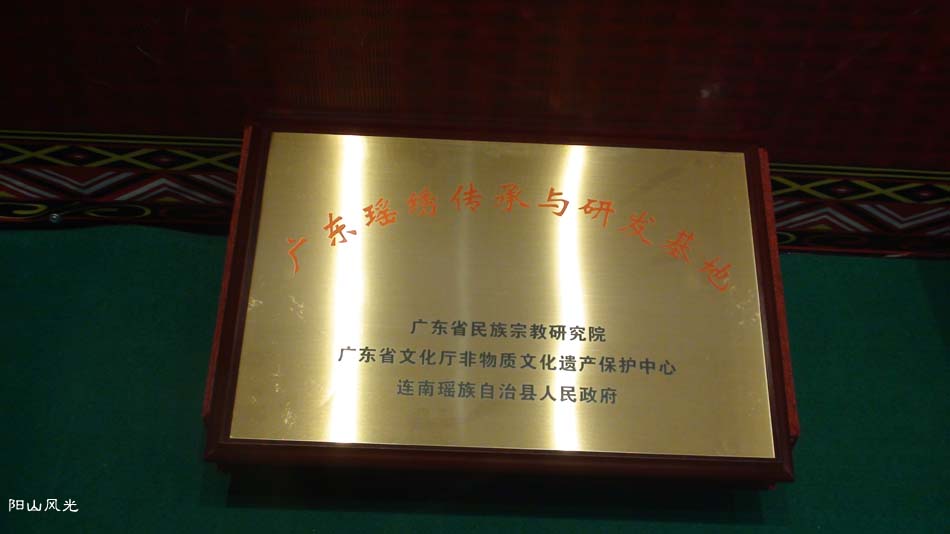 广东瑶绣传承与研发基地
广东省民族宗教研究院
广东省文化厅非物质文化遗产保护中心
连南瑶族自治县人民政府
阳山风光